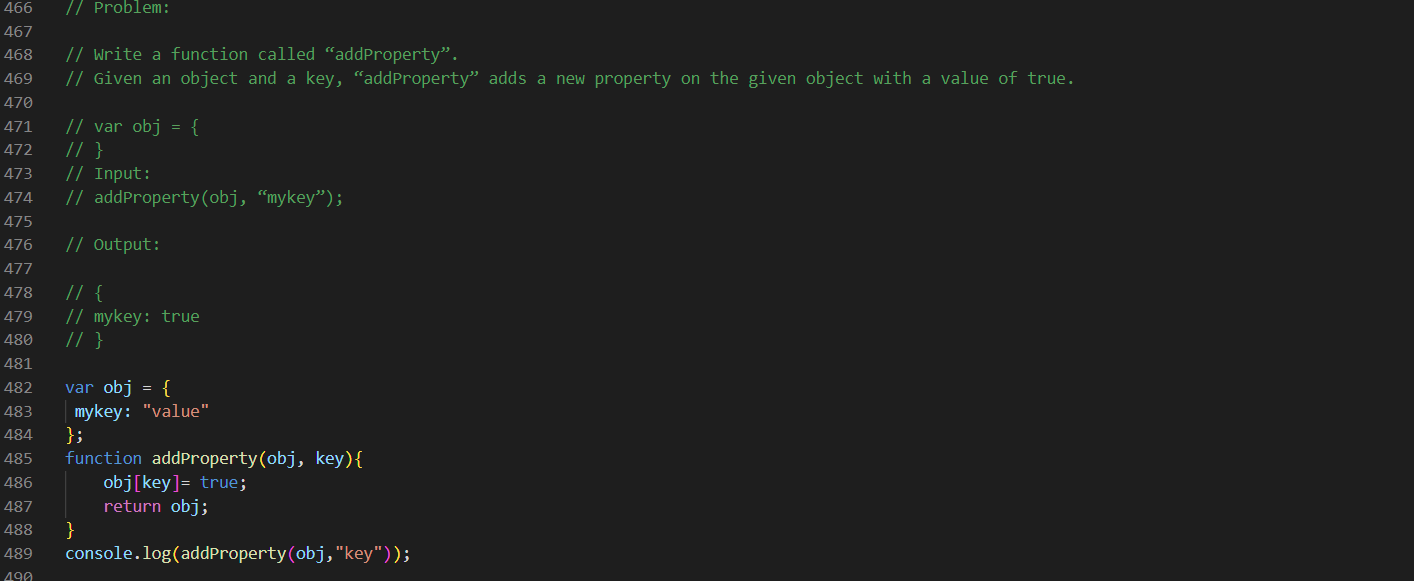 466 // Problem:
467
468 // Write a function called “addProperty”.
469 // Given an object and a key, “addProperty” adds a new property on the given object with a value of true.
470
471 // var obj = {
472 // }
473 // Input:
474 // addProperty(obj, “mykey”);
475
476 // Output:
477
478 // {
479 // mykey: true
480 // }
481
482 var obj = {
483  mykey: "value"
484 };
485 function addProperty(obj, key){
486     obj[key]= true;
487     return obj;
488 }
489 console.log(addProperty(obj,"key"));
490